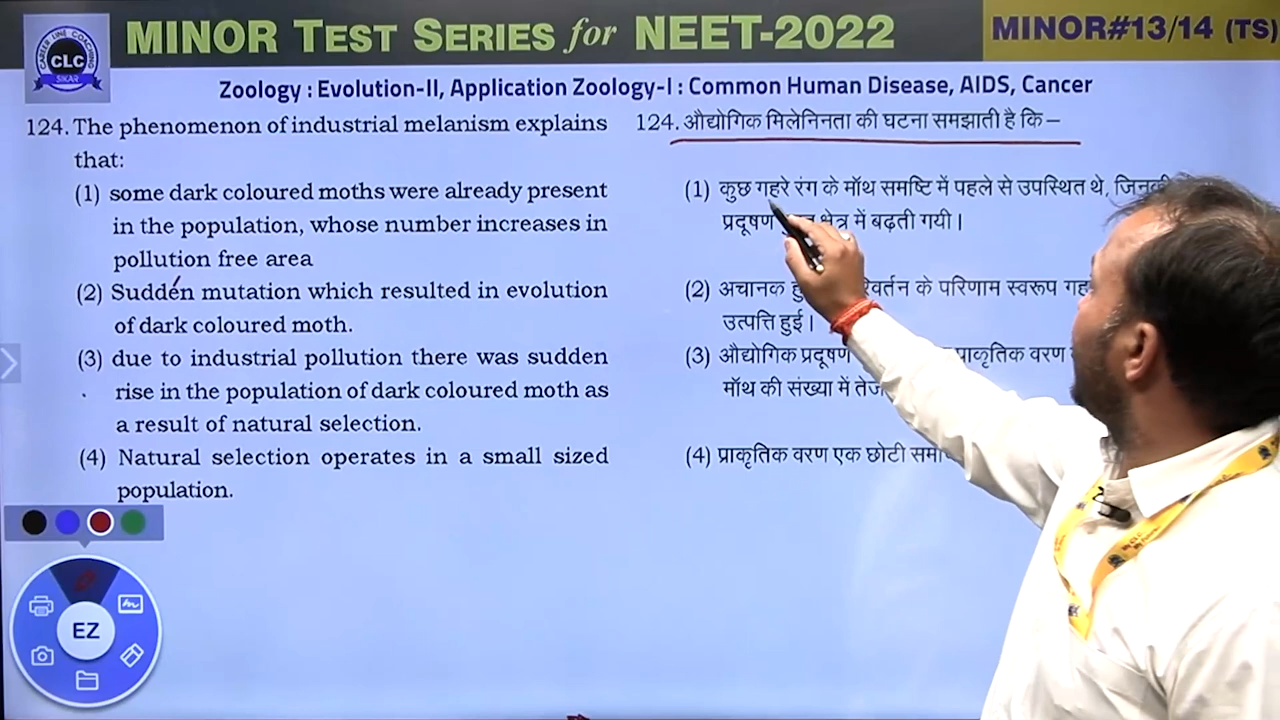 CAREER LINE COACHING
CLC
SIKAR
MINOR TEST SERIES for NEET-2022
MINOR#13/14 (TS)
Zoology : Evolution-II, Application Zoology-I : Common Human Disease, AIDS, Cancer
124. The phenomenon of industrial melanism explains
that:
(1) some dark coloured moths were already present
in the population, whose number increases in
pollution free area
(2) Sudden mutation which resulted in evolution
of dark coloured moth.
(3) due to industrial pollution there was sudden
rise in the population of dark coloured moth as
a result of natural selection.
(4) Natural selection operates in a small sized
population.
124. औद्योगिक मिलेनिनता की घटना समझाती है कि –
(1) कुछ गहरे रंग के मॉथ समष्टि में पहले से उपस्थित थे,
प्रदूषण क्षेत्र में बढ़ती गयी।
(2) अचानक के परिणाम स्वरूप
उत्पत्ति हुई।
(3) औद्योगिक प्रदूषण प्राकृतिक वरण
मॉथ की संख्या में
(4) प्राकृतिक वरण एक छोटी
EZ